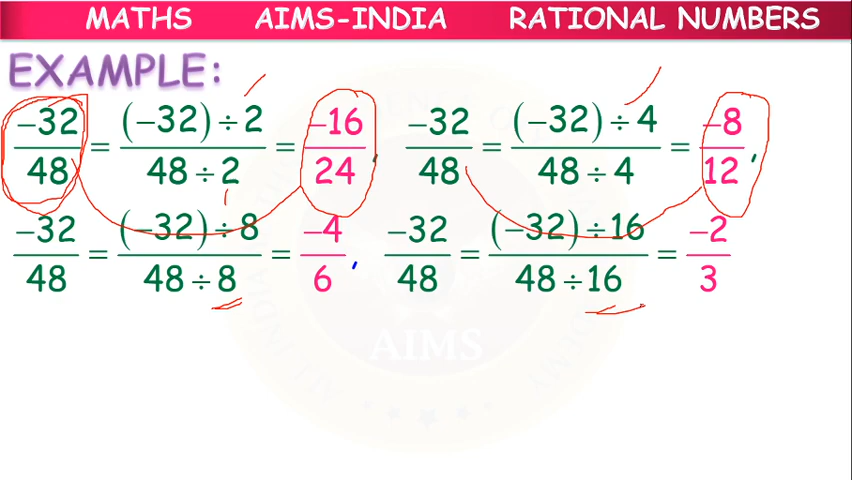 MATHS AIMS-INDIA RATIONAL NUMBERS
EXAMPLE:
-32/48 = (-32) ÷ 2/48 ÷ 2 = -16/24, -32/48 = (-32) ÷ 4/48 ÷ 4 = -8/12,
-32/48 = (-32) ÷ 8/48 ÷ 8 = -4/6, -32/48 = (-32) ÷ 16/48 ÷ 16 = -2/3
AIMS